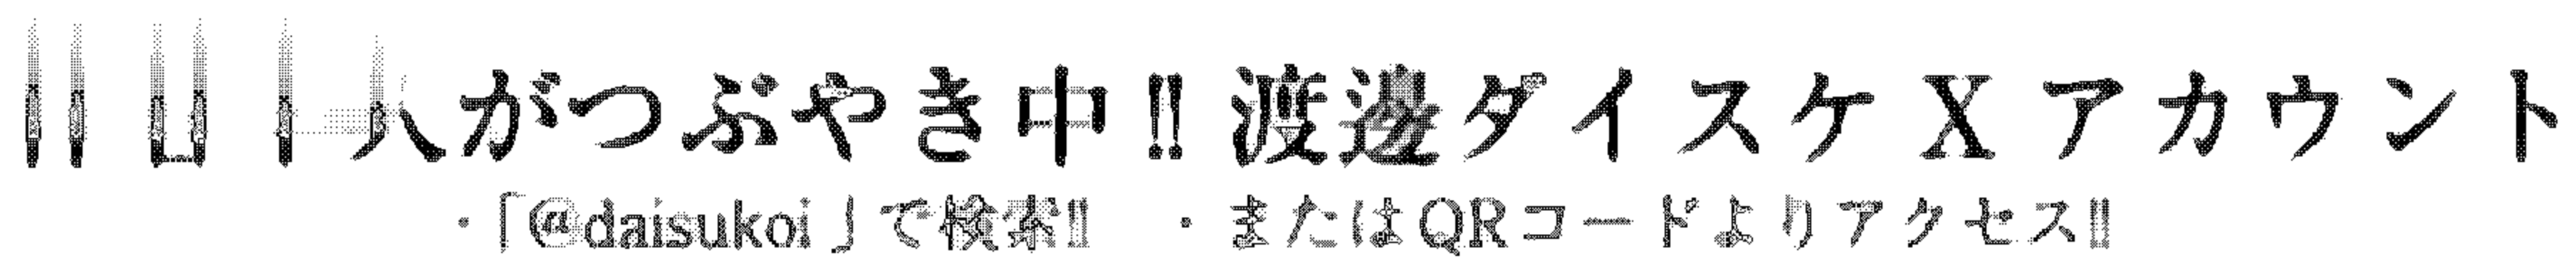 がつぶやき中‼渡邉ダイスケXアカウント
・「@daisukoi」で検索‼ ・またはQRコードよりアクセス‼